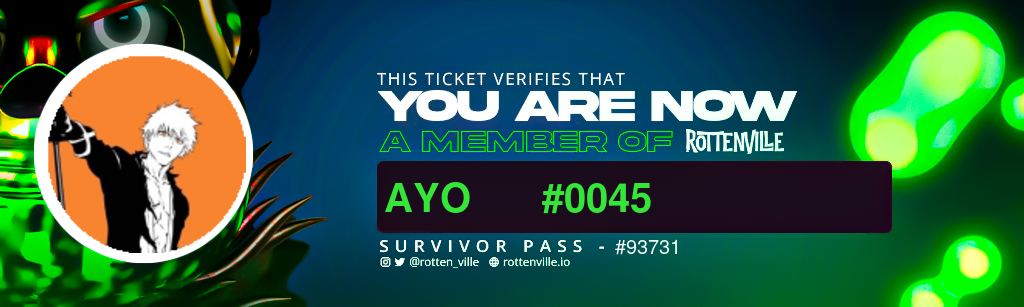 THIS TICKET VERIFIES THAT
YOU ARE NOW
A MEMBER OF ROTTENVILLE
AYO #0045
SURVIVOR PASS - #93731
@rotten_ville rottenville.io